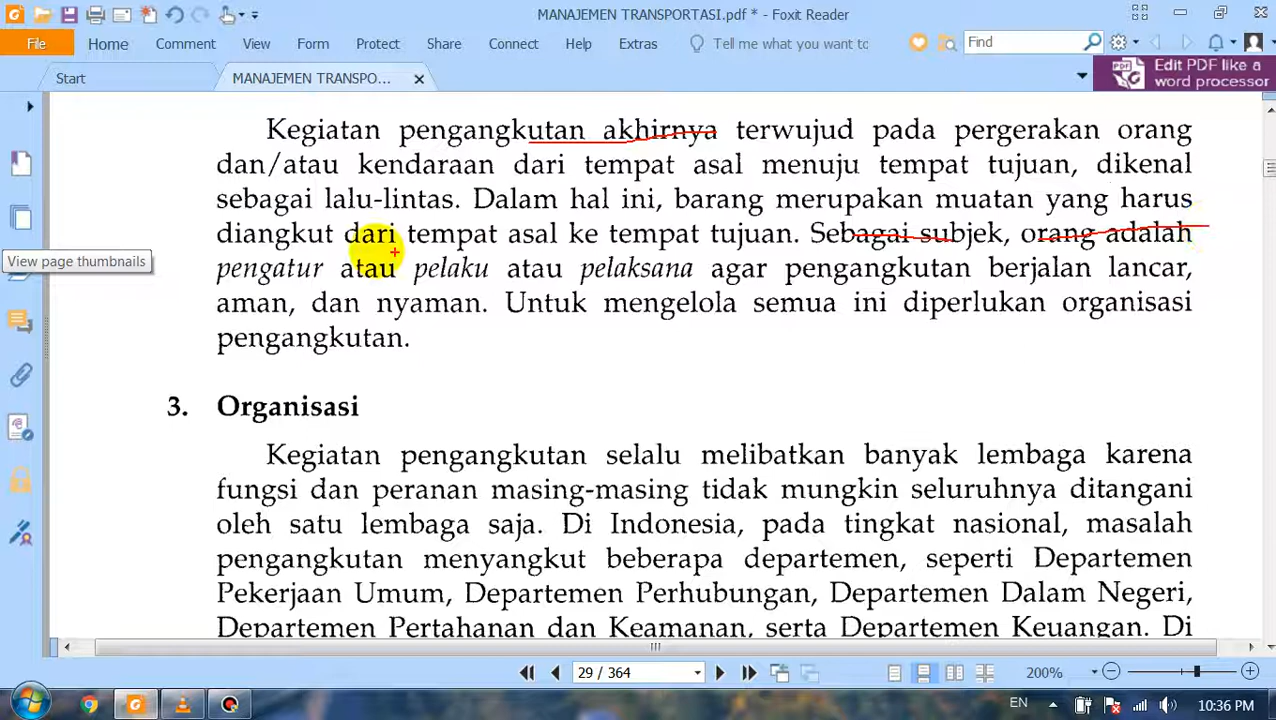 MANAJEMEN TRANSPORTASI.pdf * - Foxit Reader
File Home Comment View Form Protect Share Connect Help Extras Tell me what you want to Find
Start MANAJEMEN TRANSPO... Edit PDF like a
word processor
Kegiatan pengangkutan akhirnya terwujud pada pergerakan orang
dan/atau kendaraan dari tempat asal menuju tempat tujuan, dikenal
sebagai lalu-lintas. Dalam hal ini, barang merupakan muatan yang harus
diangkut dari tempat asal ke tempat tujuan. Sebagai subjek, orang adalah
View page thumbnails
pengatur atau pelaku atau pelaksana agar pengangkutan berjalan lancar,
aman, dan nyaman. Untuk mengelola semua ini diperlukan organisasi
pengangkutan.
3. Organisasi
Kegiatan pengangkutan selalu melibatkan banyak lembaga karena
fungsi dan peranan masing-masing tidak mungkin seluruhnya ditangani
oleh satu lembaga saja. Di Indonesia, pada tingkat nasional, masalah
pengangkutan menyangkut beberapa departemen, seperti Departemen
Pekerjaan Umum, Departemen Perhubungan, Departemen Dalam Negeri,
Departemen Pertahanan dan Keamanan, serta Departemen Keuangan. Di
29 / 364 200%
EN 10:36 PM